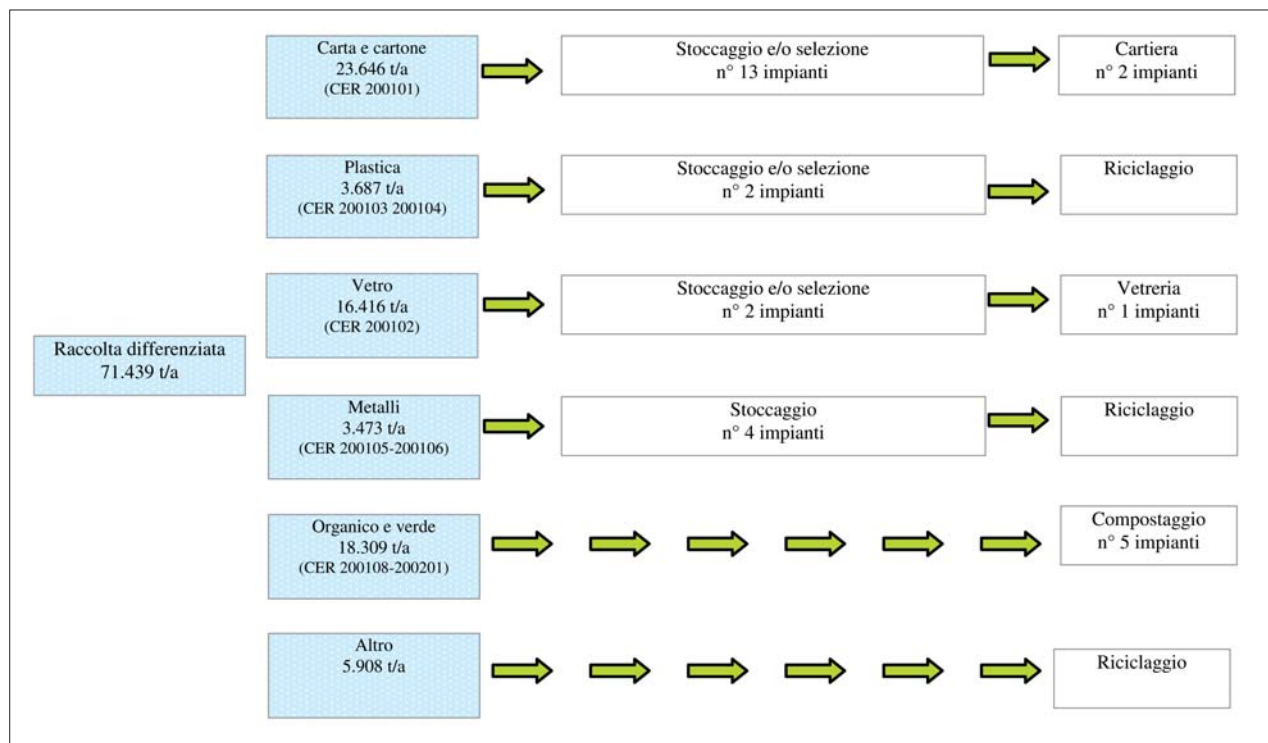 Carta e cartone
23.646 t/a
(CER 200101)
Stoccaggio e/o selezione
n° 13 impianti
Cartiera
n° 2 impianti
Plastica
3.687 t/a
(CER 200103 200104)
Stoccaggio e/o selezione
n° 2 impianti
Riciclaggio
Vetro
16.416 t/a
(CER 200102)
Stoccaggio e/o selezione
n° 2 impianti
Vetreria
n° 1 impianti
Raccolta differenziata
71.439 t/a
Metalli
3.473 t/a
(CER 200105-200106)
Stoccaggio
n° 4 impianti
Riciclaggio
Organico e verde
18.309 t/a
(CER 200108-200201)
Compostaggio
n° 5 impianti
Altro
5.908 t/a
Riciclaggio